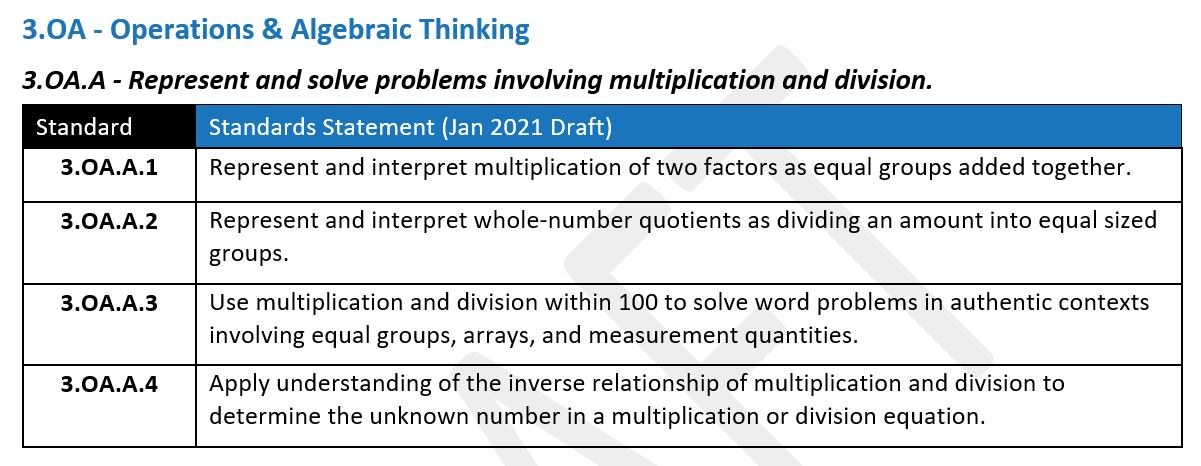 3.OA - Operations & Algebraic Thinking
3.OA.A - Represent and solve problems involving multiplication and division.
Standard Standards Statement (Jan 2021 Draft)
3.OA.A.1 Represent and interpret multiplication of two factors as equal groups added together.
3.OA.A.2 Represent and interpret whole-number quotients as dividing an amount into equal sized
groups.
3.OA.A.3 Use multiplication and division within 100 to solve word problems in authentic contexts
involving equal groups, arrays, and measurement quantities.
3.OA.A.4 Apply understanding of the inverse relationship of multiplication and division to
determine the unknown number in a multiplication or division equation.